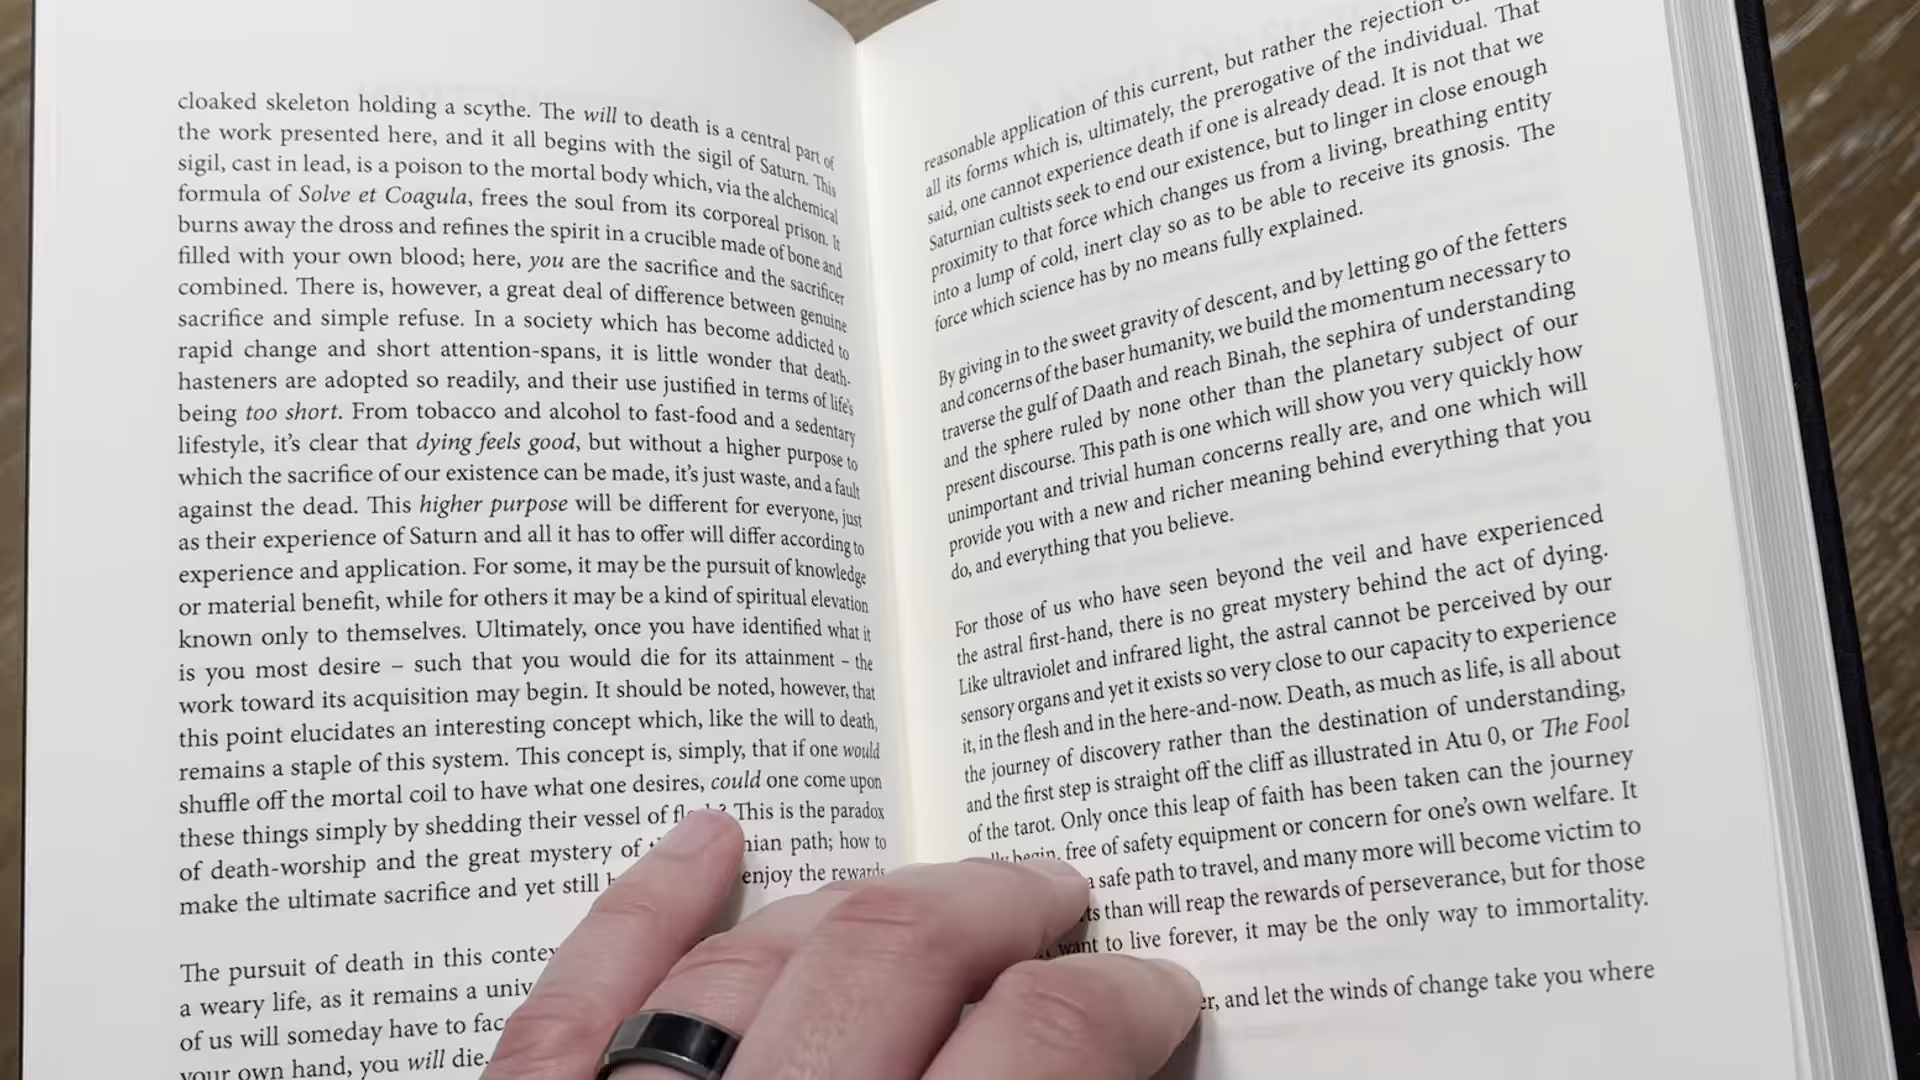 cloaked skeleton holding a scythe. The will to death is a central part of
the work presented here, and it all begins with the sigil of Saturn. This
sigil, cast in lead, is a poison to the mortal body which, via the alchemical
formula of Solve et Coagula, frees the soul from its corporeal prison. It
burns away the dross and refines the spirit in a crucible made of bone and
filled with your own blood; here, you are the sacrifice and the sacrificer
combined. There is, however, a great deal of difference between genuine
sacrifice and simple refuse. In a society which has become addicted to
rapid change and short attention-spans, it is little wonder that death-
hasteners are adopted so readily, and their use justified in terms of life's
being too short. From tobacco and alcohol to fast-food and a sedentary
lifestyle, it's clear that dying feels good, but without a higher purpose to
which the sacrifice of our existence can be made, it's just waste, and a fault
against the dead. This higher purpose will be different for everyone, just
as their experience of Saturn and all it has to offer will differ according to
experience and application. For some, it may be the pursuit of knowledge
or material benefit, while for others it may be a kind of spiritual elevation
known only to themselves. Ultimately, once you have identified what it
is you most desire – such that you would die for its attainment – the
work toward its acquisition may begin. It should be noted, however, that
this point elucidates an interesting concept which, like the will to death,
remains a staple of this system. This concept is, simply, that if one would
shuffle off the mortal coil to have what one desires, could one come upon
these things simply by shedding their vessel of This is the paradox
of death-worship and the great mystery of path; how to
make the ultimate sacrifice and yet still enjoy the rewards
The pursuit of death in this
a weary life, as it remains a
of us will someday have to
your own hand, you will die.
reasonable application of this current, but rather the rejection
all its forms which is, ultimately, the prerogative of the individual. That
said, one cannot experience death if one is already dead. It is not that we
Saturnian cultists seek to end our existence, but to linger in close enough
proximity to that force which changes us from a living, breathing entity
into a lump of cold, inert clay so as to be able to receive its gnosis. The
force which science has by no means fully explained.
By giving in to the sweet gravity of descent, and by letting go of the fetters
and concerns of the baser humanity, we build the momentum necessary to
traverse the gulf of Daath and reach Binah, the sephira of understanding
and the sphere ruled by none other than the planetary subject of our
present discourse. This path is one which will show you very quickly how
unimportant and trivial human concerns really are, and one which will
provide you with a new and richer meaning behind everything that you
do, and everything that you believe.
For those of us who have seen beyond the veil and have experienced
the astral first-hand, there is no great mystery behind the act of dying.
Like ultraviolet and infrared light, the astral cannot be perceived by our
sensory organs and yet it exists so very close to our capacity to experience
it, in the flesh and in the here-and-now. Death, as much as life, is all about
the journey of discovery rather than the destination of understanding,
and the first step is straight off the cliff as illustrated in Atu 0, or The Fool
of the tarot. Only once this leap of faith has been taken can the journey
begin, free of safety equipment or concern for one's own welfare. It
a safe path to travel, and many more will become victim to
than will reap the rewards of perseverance, but for those
want to live forever, it may be the only way to immortality.
and let the winds of change take you where